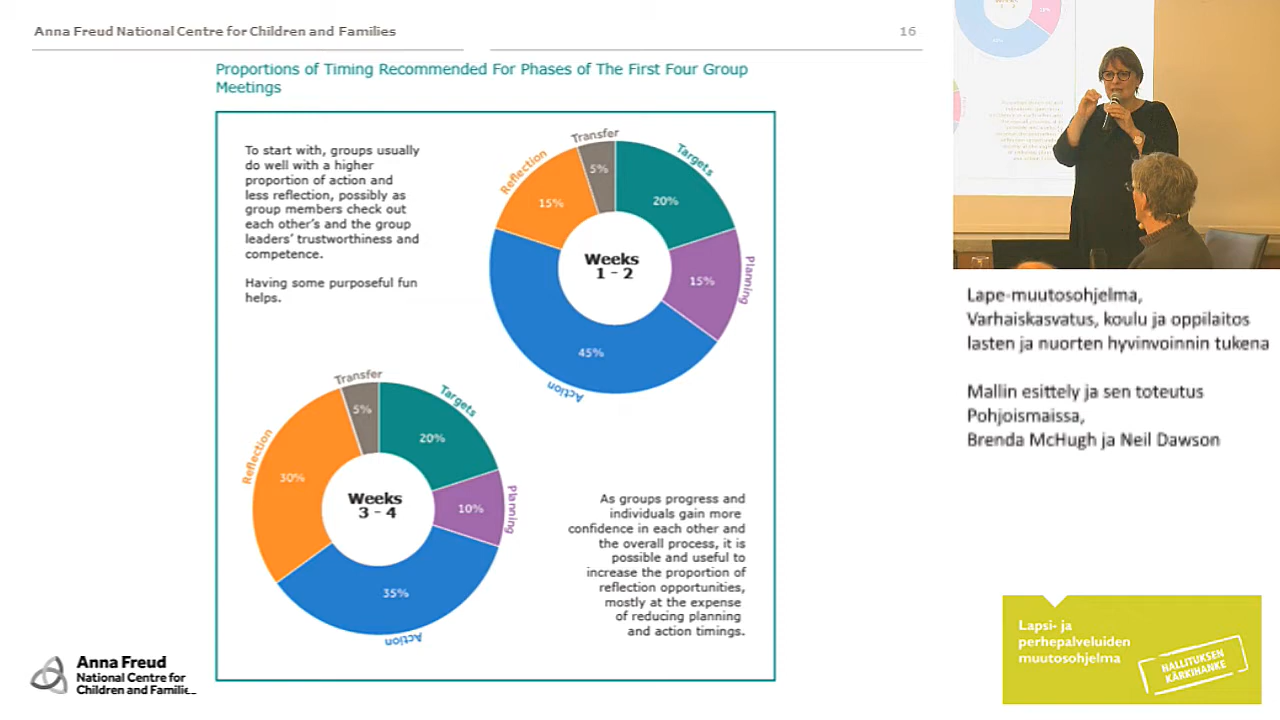 Anna Freud National Centre for Children and Families
16
Proportions of Timing Recommended For Phases of The First Four Group
Meetings
To start with, groups usually
do well with a higher
proportion of action and
less reflection, possibly as
group members check out
each other's and the group
leaders' trustworthiness and
competence.
Having some purposeful fun
helps.
Transfer
5%
Targets
20%
Planning
15%
Action
45%
Reflection
15%
Weeks
1 - 2
Transfer
5%
Targets
20%
Planning
10%
Action
35%
Reflection
30%
Weeks
3 - 4
As groups progress and
individuals gain more
confidence in each other and
the overall process, it is
possible and useful to
increase the proportion of
reflection opportunities,
mostly at the expense
of reducing planning
and action timings.
Anna Freud
National Centre for
Children and Families
Lape-muutosohjelma,
Varhaiskasvatus, koulu ja oppilaitos
lasten ja nuorten hyvinvoinnin tukena
Mallin esittely ja sen toteutus
Pohjoismaissa,
Brenda McHugh ja Neil Dawson
Lapsi- ja
perhepalveluiden
muutosohjelma
HALLITUKSEN
KÄRKIHANKE